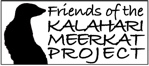 Friends of the
KALAHARI
MEERKAT
PROJECT